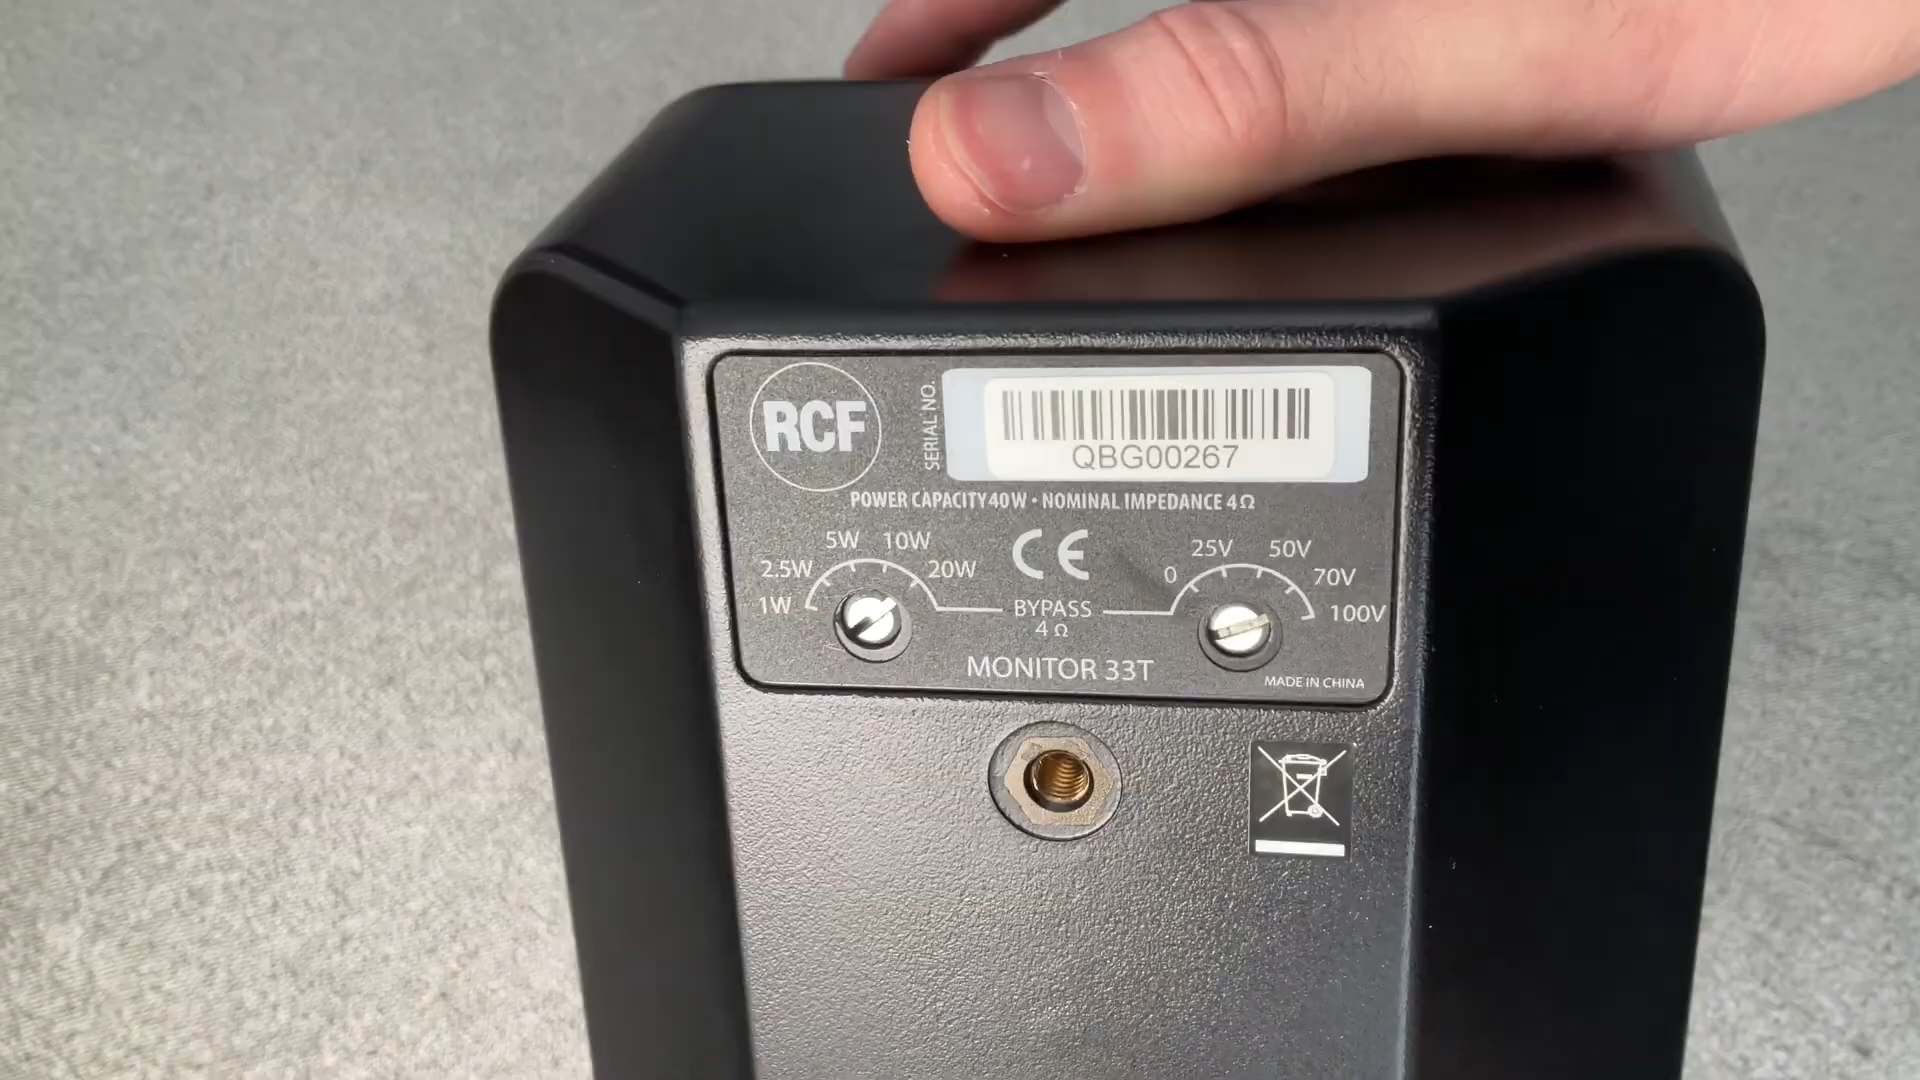 RCF
SERIAL NO.
QBG00267
POWER CAPACITY 40W • NOMINAL IMPEDANCE 4Ω
CE
1W 2.5W 5W 10W 20W
0 25V 50V 70V 100V
BYPASS
4 Ω
MONITOR 33T
MADE IN CHINA